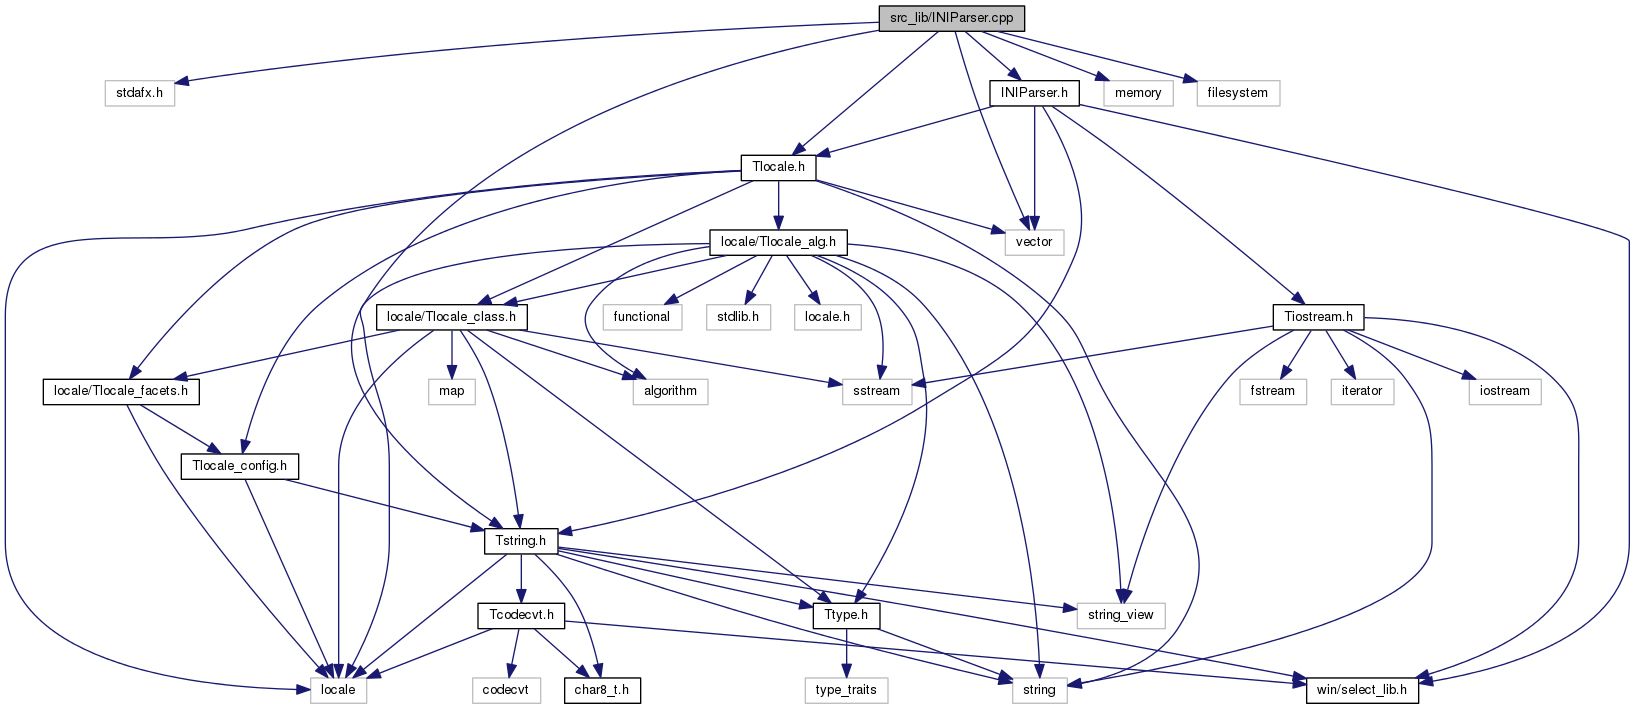 src_lib/INIParser.cpp
stdafx.h
INIParser.h
memory
filesystem
Tlocale.h
locale/Tlocale_alg.h
vector
locale/Tlocale_class.h
functional
stdlib.h
locale.h
Tiostream.h
locale/Tlocale_facets.h
map
algorithm
sstream
fstream
iterator
iostream
Tlocale_config.h
Tstring.h
Tcodecvt.h
Ttype.h
string_view
locale
codecvt
char8_t.h
type_traits
string
win/select_lib.h